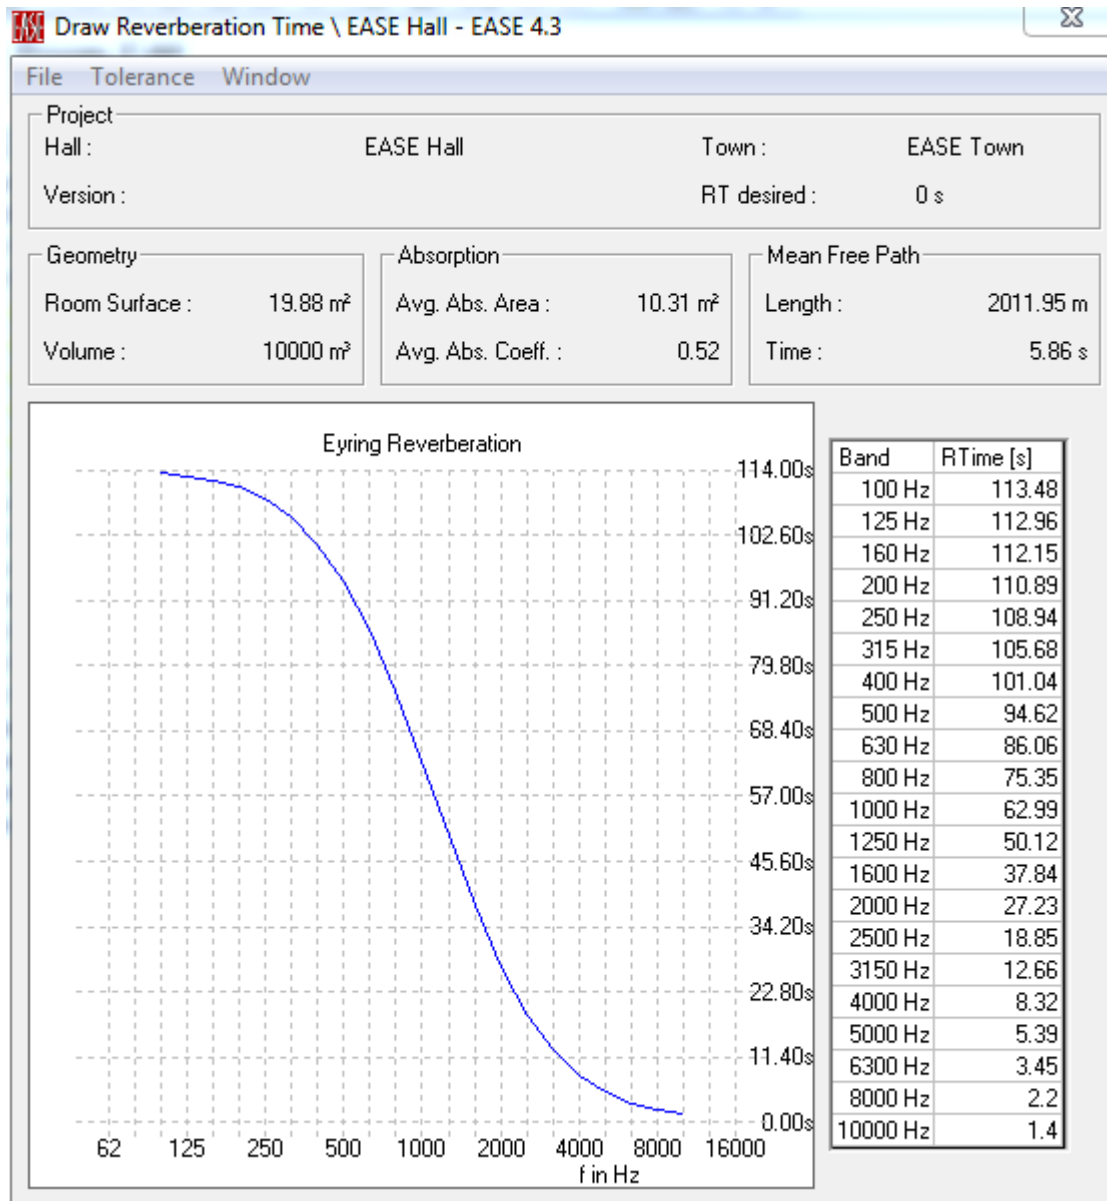 EASE Draw Reverberation Time \ EASE Hall - EASE 4.3
File Tolerance Window
Project
Hall : EASE Hall Town : EASE Town
Version : RT desired : 0 s
Geometry Absorption Mean Free Path
Room Surface : 19.88 m² Avg. Abs. Area : 10.31 m² Length : 2011.95 m
Volume : 10000 m³ Avg. Abs. Coeff. : 0.52 Time : 5.86 s
Eyring Reverberation
114.00s
102.60s
91.20s
79.80s
68.40s
57.00s
45.60s
34.20s
22.80s
11.40s
0.00s
62 125 250 500 1000 2000 4000 8000 16000
f in Hz
Band RTime [s]
100 Hz 113.48
125 Hz 112.96
160 Hz 112.15
200 Hz 110.89
250 Hz 108.94
315 Hz 105.68
400 Hz 101.04
500 Hz 94.62
630 Hz 86.06
800 Hz 75.35
1000 Hz 62.99
1250 Hz 50.12
1600 Hz 37.84
2000 Hz 27.23
2500 Hz 18.85
3150 Hz 12.66
4000 Hz 8.32
5000 Hz 5.39
6300 Hz 3.45
8000 Hz 2.2
10000 Hz 1.4